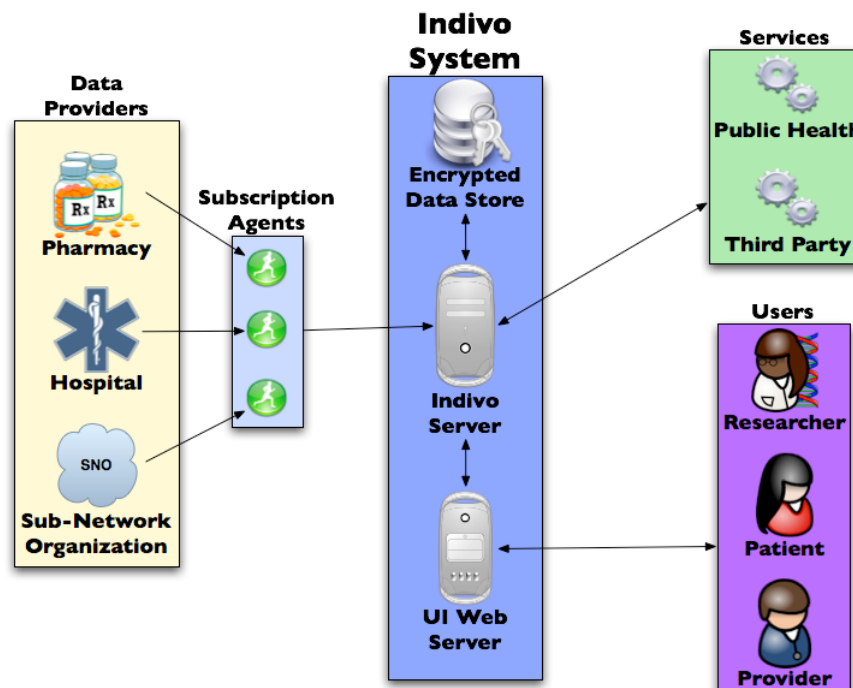 Data
Providers
Rx
Rx
Pharmacy
Hospital
SNO
Sub-Network
Organization
Subscription
Agents
Indivo
System
Encrypted
Data Store
Indivo
Server
UI Web
Server
Services
Public Health
Third Party
Users
Researcher
Patient
Provider